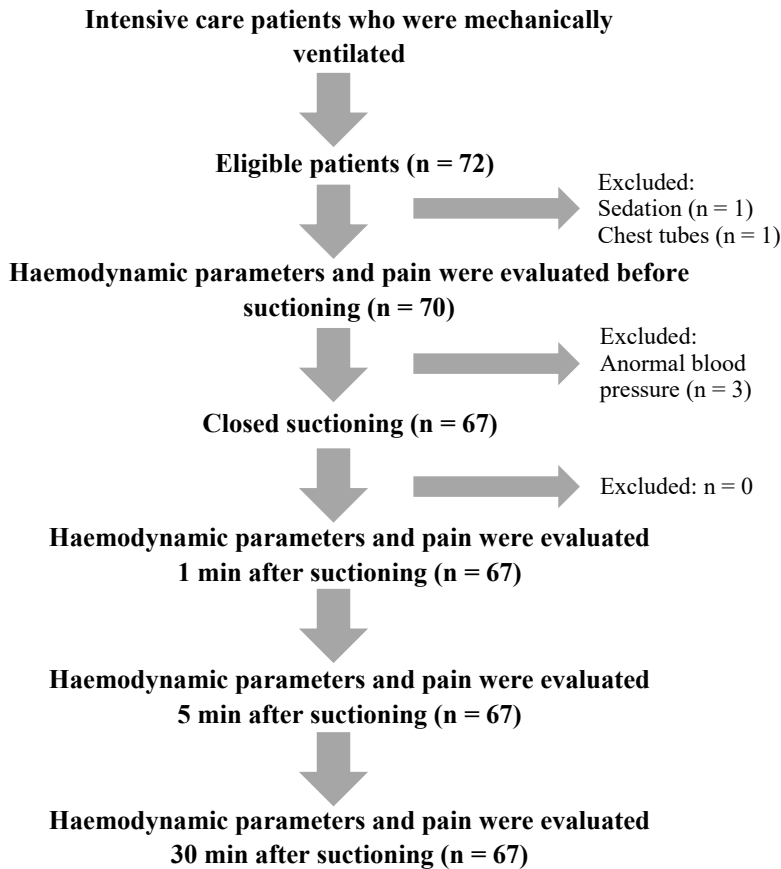 Intensive care patients who were mechanically
ventilated
Eligible patients (n = 72)
Excluded:
Sedation (n = 1)
Chest tubes (n = 1)
Haemodynamic parameters and pain were evaluated before
suctioning (n = 70)
Excluded:
Anormal blood
pressure (n = 3)
Closed suctioning (n = 67)
Excluded: n = 0
Haemodynamic parameters and pain were evaluated
1 min after suctioning (n = 67)
Haemodynamic parameters and pain were evaluated
5 min after suctioning (n = 67)
Haemodynamic parameters and pain were evaluated
30 min after suctioning (n = 67)